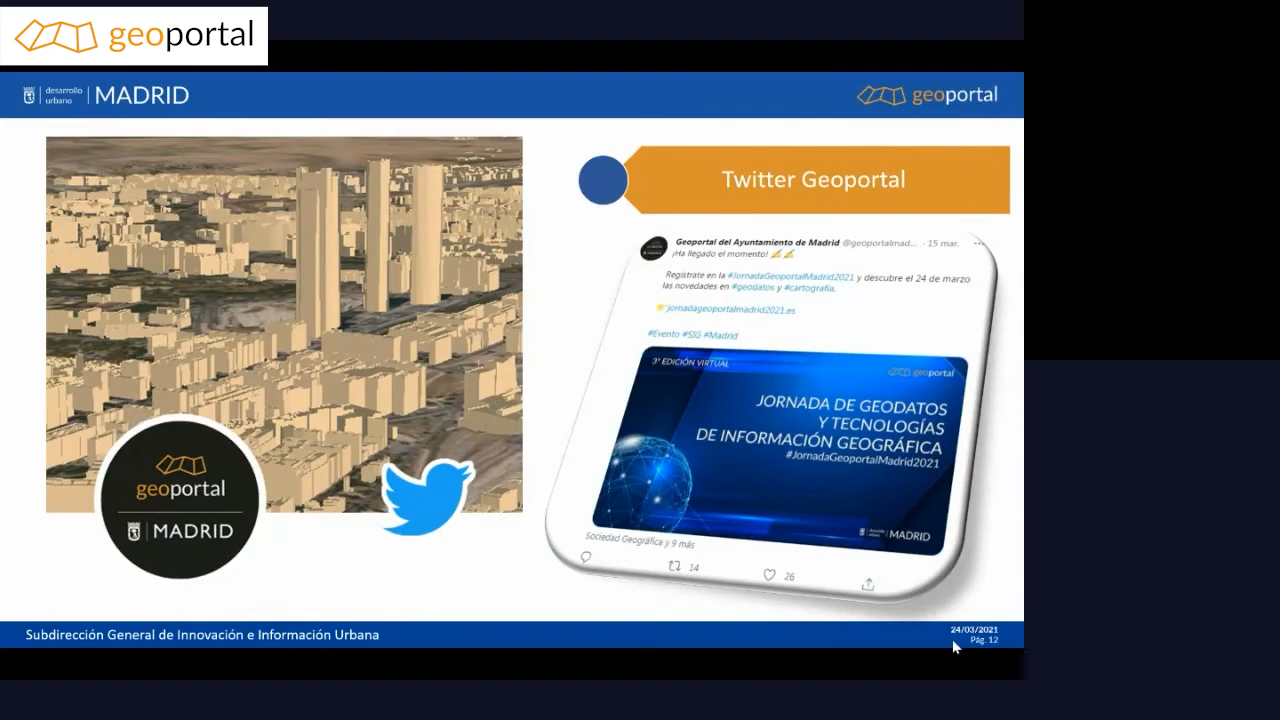 geoportal
desarrollo
urbano
MADRID
geoportal
Twitter Geoportal
Geoportal del Ayuntamiento de Madrid @geoportalmad... · 15 mar.
¡Ha llegado el momento! ✍️✍️
Regístrate en la #JornadaGeoportalMadrid2021 y descubre el 24 de marzo
las novedades en #geodatos y #cartografía.
jornadageoportalmadrid2021.es
#Evento #SIG #Madrid
3ª EDICIÓN VIRTUAL
geoportal
JORNADA DE GEODATOS
Y TECNOLOGÍAS
DE INFORMACIÓN GEOGRÁFICA
#JornadaGeoportalMadrid2021
MADRID
Sociedad Geográfica y 9 más
14
26
geoportal
MADRID
Subdirección General de Innovación e Información Urbana
24/03/2021
Pág. 12